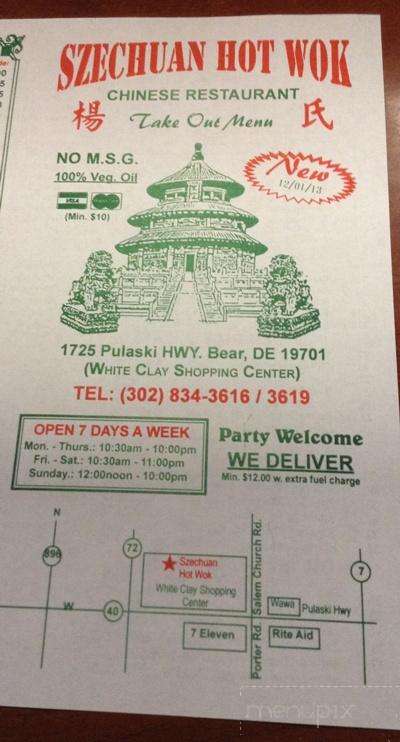 SZECHUAN HOT WOK
CHINESE RESTAURANT
楊 Take Out Menu 氏
NO M.S.G.
100% Veg. Oil
VISA
(Min. $10)
New
12/01/13
1725 Pulaski HWY. Bear, DE 19701
(WHITE CLAY SHOPPING CENTER)
TEL: (302) 834-3616 / 3619
OPEN 7 DAYS A WEEK
Mon. - Thurs.: 10:30am - 10:00pm
Fri. - Sat.: 10:30am - 11:00pm
Sunday.: 12:00noon - 10:00pm
Party Welcome
WE DELIVER
Min. $12.00 w. extra fuel charge
N
896
72
Szechuan
Hot Wok
White Clay Shopping
Center
Salem Church Rd.
7
W
40
Wawa
Pulaski Hwy
7 Eleven
Porter Rd.
Rite Aid
menupix